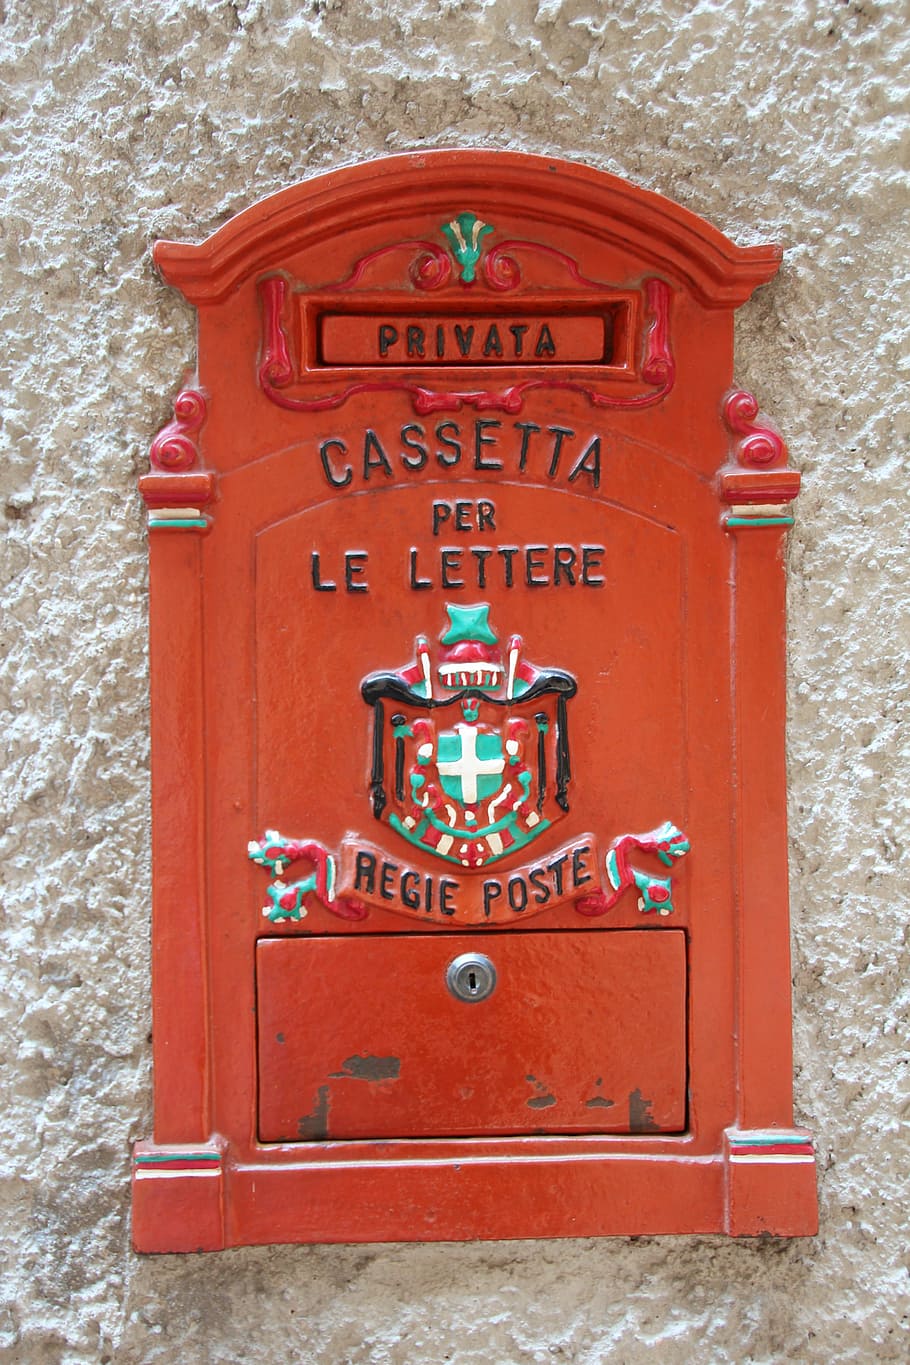 PRIVATA
CASSETTA
PER
LE LETTERE
REGIE POSTE